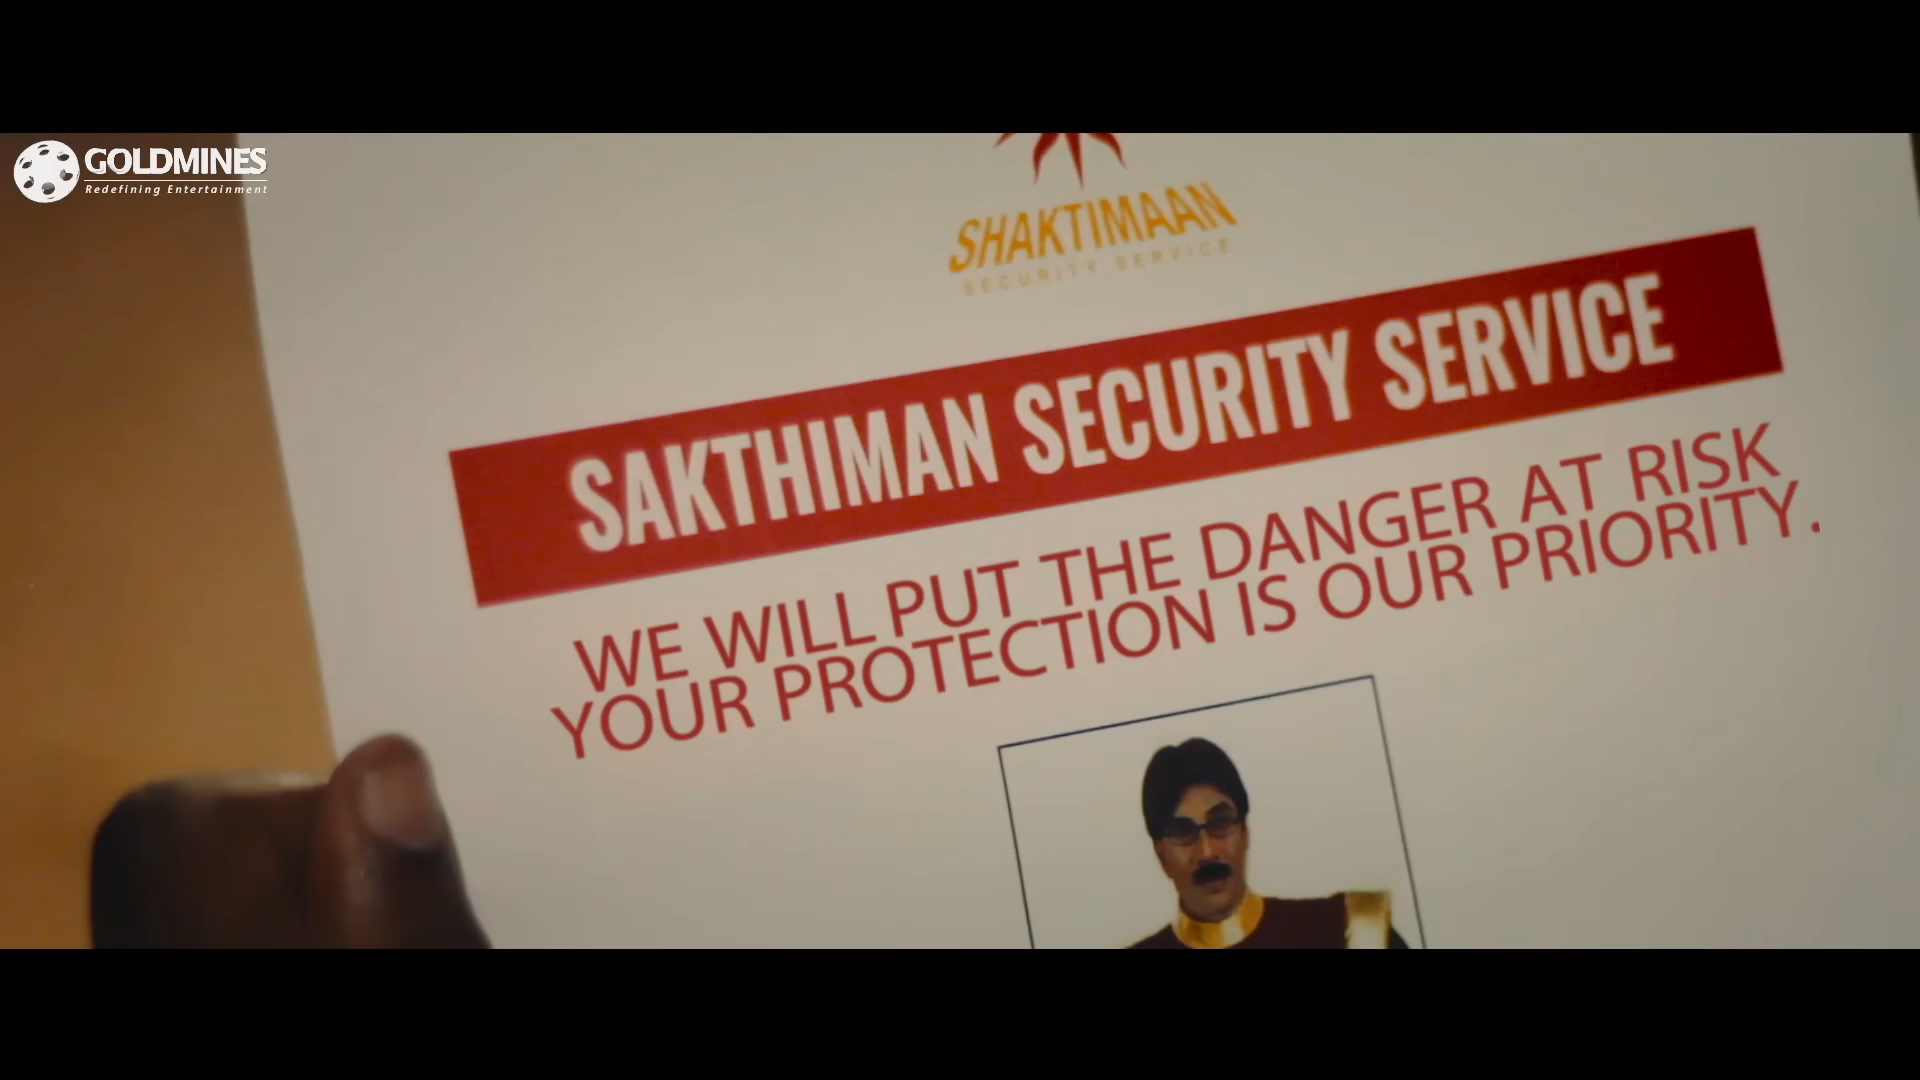 GOLDMINES
Redefining Entertainment
SHAKTIMAAN
SECURITY SERVICE
SAKTHIMAN SECURITY SERVICE
WE WILL PUT THE DANGER AT RISK
YOUR PROTECTION IS OUR PRIORITY.